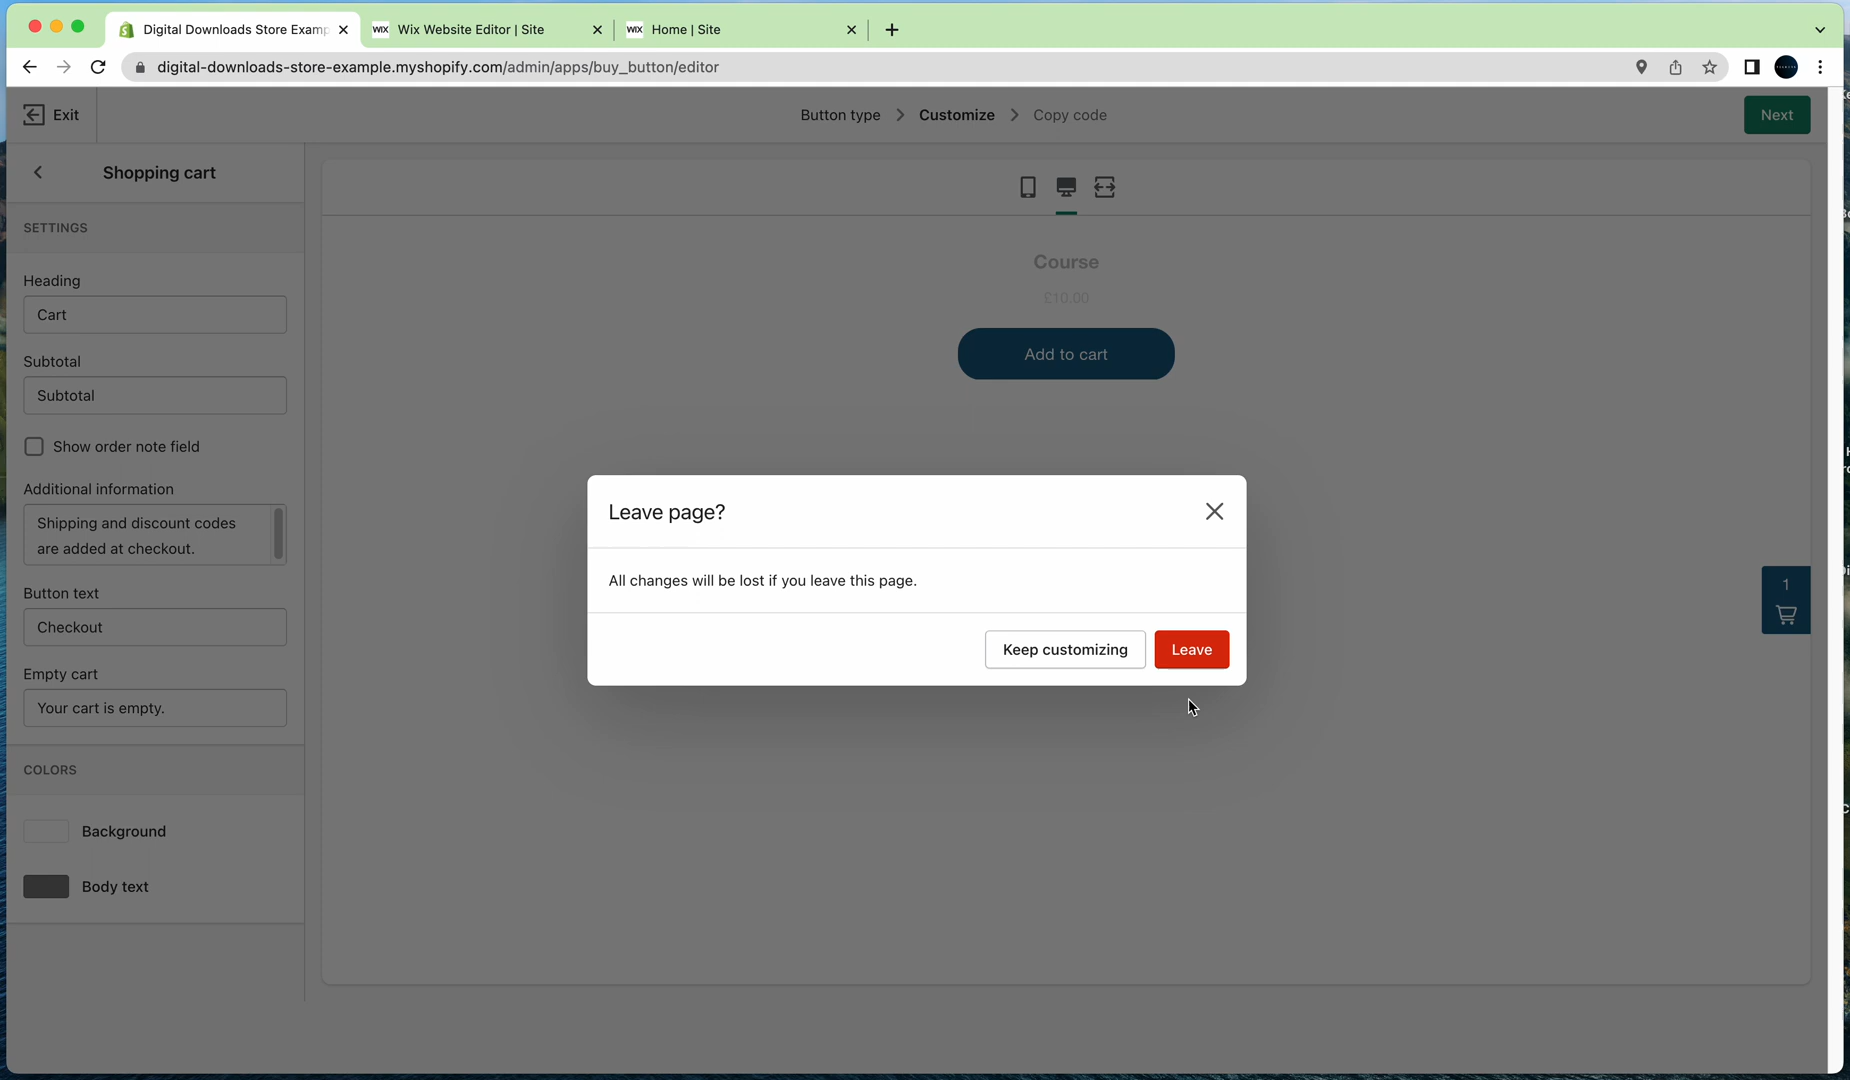 Digital Downloads Store Examp
WIX Wix Website Editor | Site
WIX Home | Site
digital-downloads-store-example.myshopify.com/admin/apps/buy_button/editor
Exit
Button type
Customize
Copy code
Next
Shopping cart
SETTINGS
Heading
Cart
Subtotal
Subtotal
Show order note field
Additional information
Shipping and discount codes
are added at checkout.
Button text
Checkout
Empty cart
Your cart is empty.
COLORS
Background
Body text
Course
£10.00
Add to cart
Leave page?
All changes will be lost if you leave this page.
Keep customizing
Leave
1